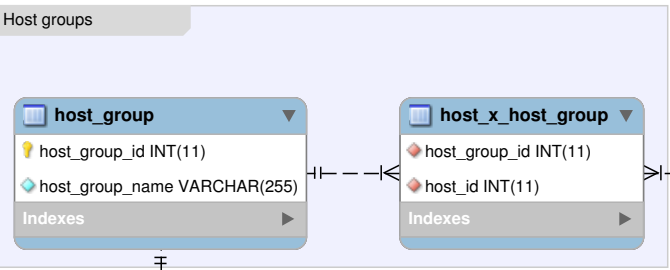 Host groups
host_group
host_group_id INT(11)
host_group_name VARCHAR(255)
Indexes
host_x_host_group
host_group_id INT(11)
host_id INT(11)
Indexes